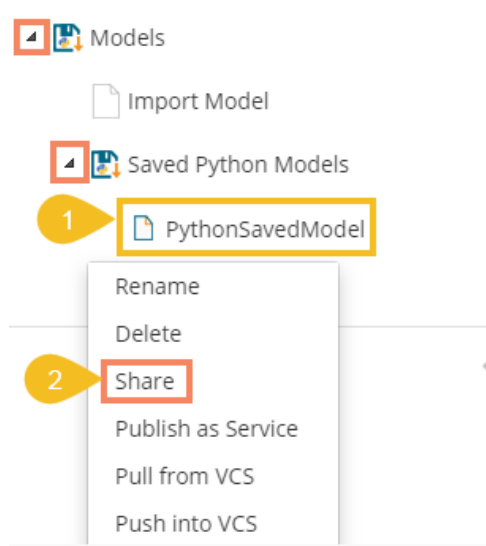 Models
Import Model
Saved Python Models
1
PythonSavedModel
Rename
Delete
2
Share
Publish as Service
Pull from VCS
Push into VCS